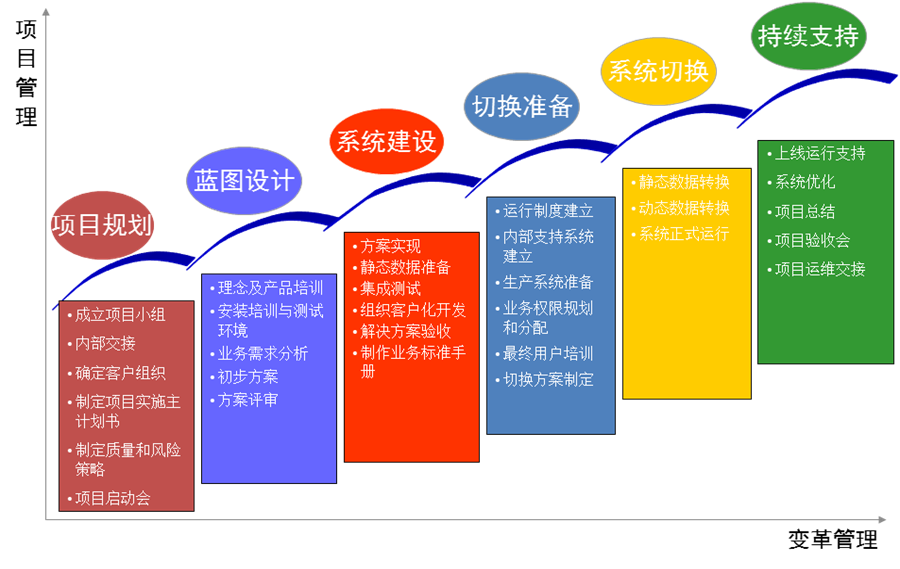 项目管理
持续支持
系统切换
切换准备
系统建设
蓝图设计
项目规划
•成立项目小组
•内部交接
•确定客户组织
•制定项目实施主
计划书
•制定质量和风险
策略
•项目启动会
•理念及产品培训
•安装培训与测试
环境
•业务需求分析
•初步方案
•方案评审
•方案实现
•静态数据准备
•集成测试
•组织客户化开发
•解决方案验收
•制作业务标准手
册
•运行制度建立
•内部支持系统
建立
•生产系统准备
•业务权限规划
和分配
•最终用户培训
•切换方案制定
•静态数据转换
•动态数据转换
•系统正式运行
•上线运行支持
•系统优化
•项目总结
•项目验收会
•项目运维交接
变革管理